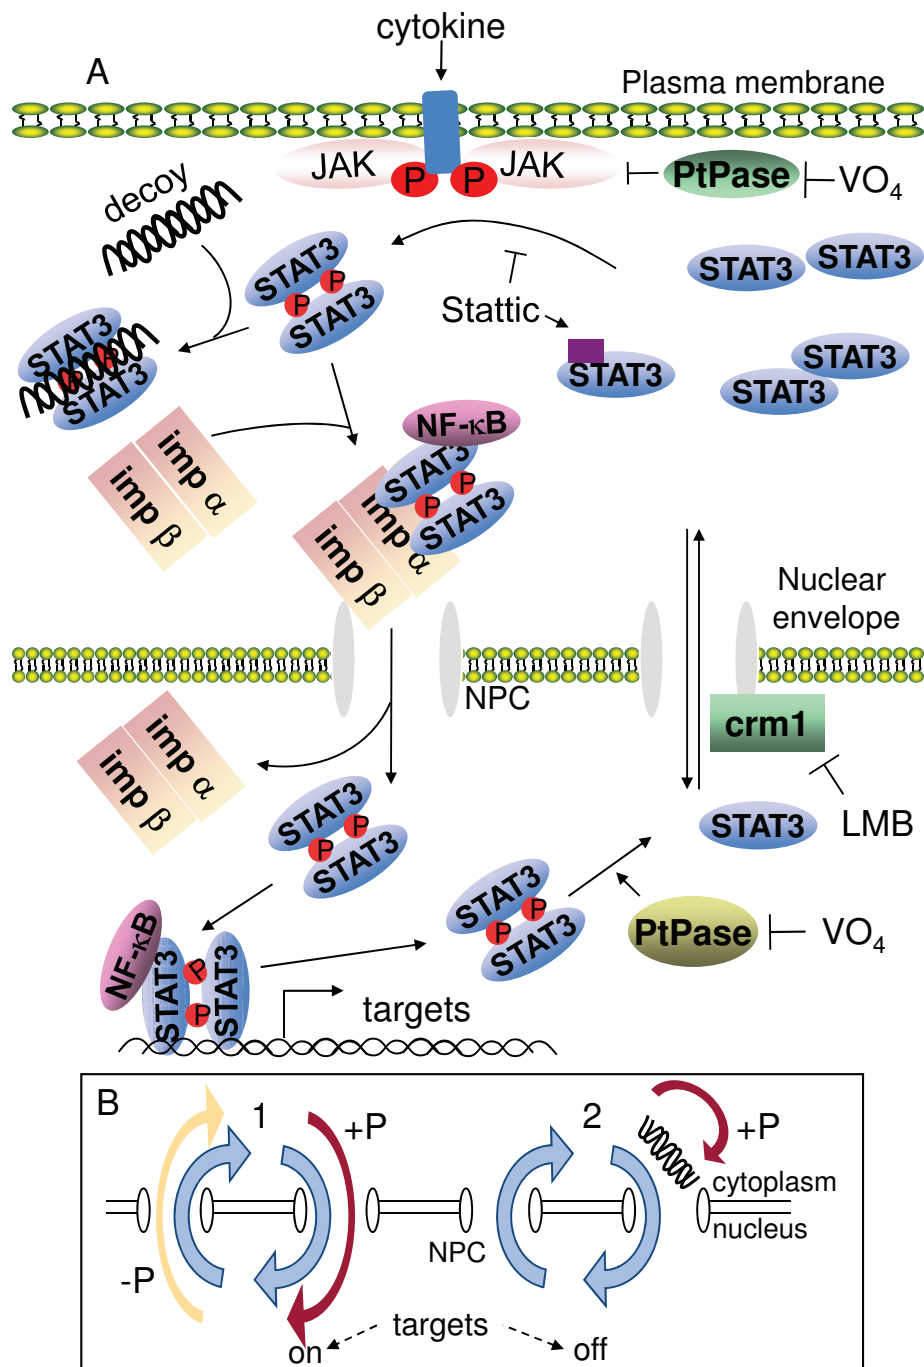 cytokine
A
Plasma membrane
JAK
JAK
P
P
PtPase
VO4
decoy
STAT3
P
P
STAT3
STAT3
STAT3
Stattic
STAT3
STAT3
STAT3
STAT3
STAT3
NF-κB
imp α
imp β
STAT3
P
P
STAT3
imp α
imp β
Nuclear
envelope
NPC
crm1
imp α
imp β
STAT3
P
P
STAT3
STAT3
LMB
STAT3
P
P
STAT3
PtPase
VO4
NF-κB
STAT3
P
P
STAT3
targets
B
1
+P
2
+P
cytoplasm
nucleus
NPC
-P
targets
on
off